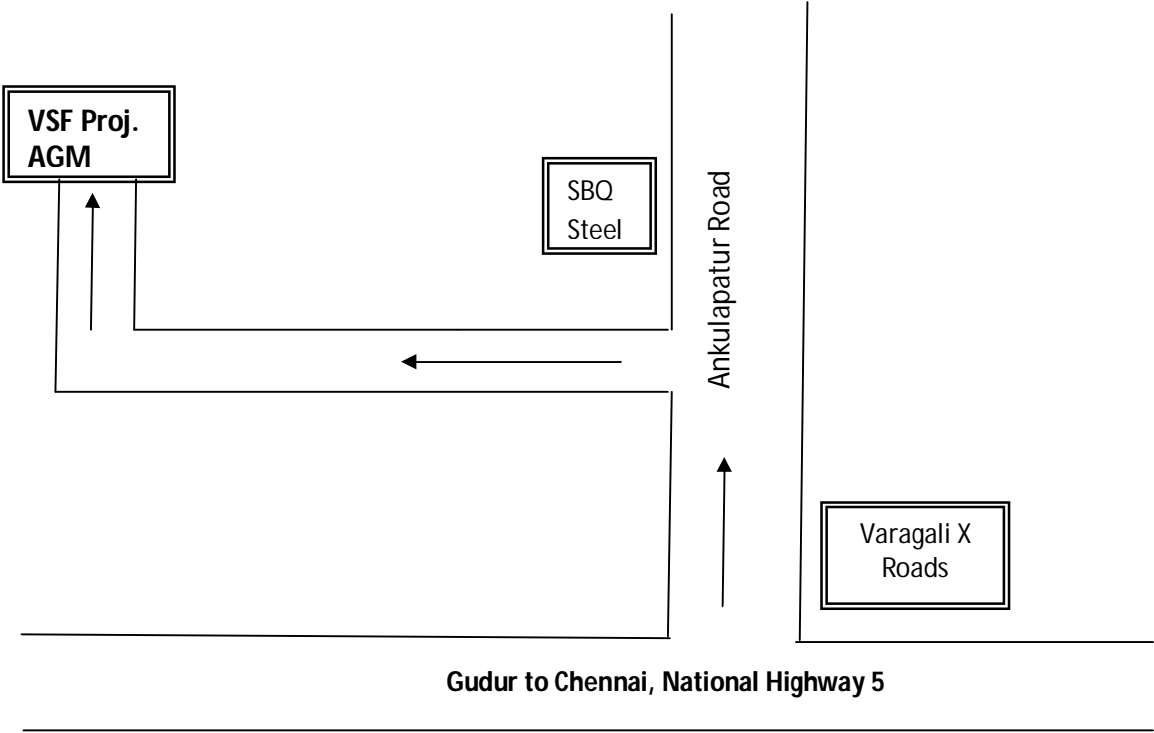 VSF Proj.
AGM
SBQ
Steel
Ankulapatur Road
Varagali X
Roads
Gudur to Chennai, National Highway 5